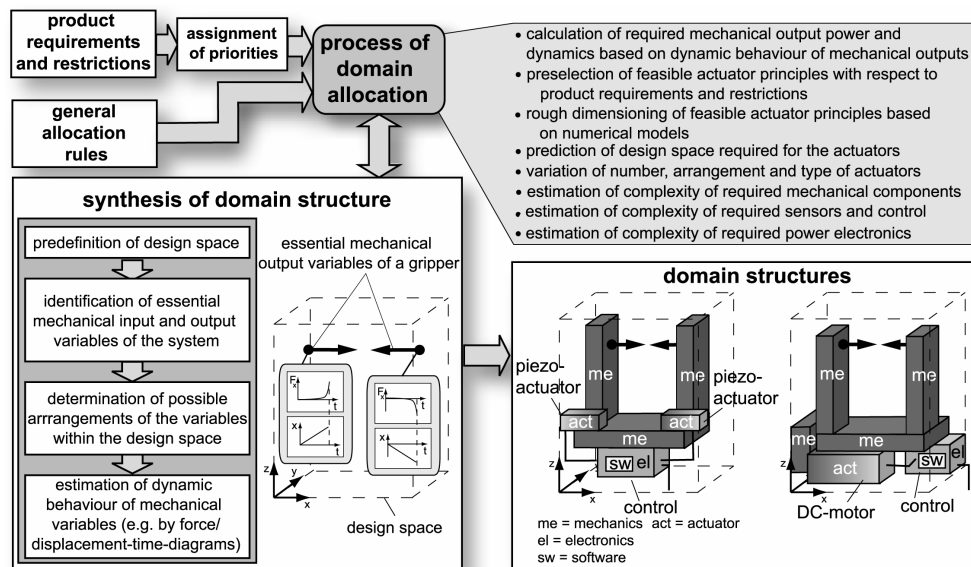 product
requirements
and restrictions
assignment
of priorities
process of
domain
allocation
general
allocation
rules
• calculation of required mechanical output power and
dynamics based on dynamic behaviour of mechanical outputs
• preselection of feasible actuator principles with respect to
product requirements and restrictions
• rough dimensioning of feasible actuator principles based
on numerical models
• prediction of design space required for the actuators
• variation of number, arrangement and type of actuators
• estimation of complexity of required mechanical components
• estimation of complexity of required sensors and control
• estimation of complexity of required power electronics
synthesis of domain structure
predefinition of design space
identification of essential
mechanical input and output
variables of the system
determination of possible
arrrangements of the variables
within the design space
estimation of dynamic
behaviour of mechanical
variables (e.g. by force/
displacement-time-diagrams)
essential mechanical
output variables of a gripper
Fx
t
x
t
Fx
t
x
t
z
y
x
design space
domain structures
piezo-
actuator
me
me
piezo-
actuator
act
act
me
sw el
z
x
control
me = mechanics act = actuator
el = electronics
sw = software
me
me
me
me
act
sw el
z
x
DC-motor
control